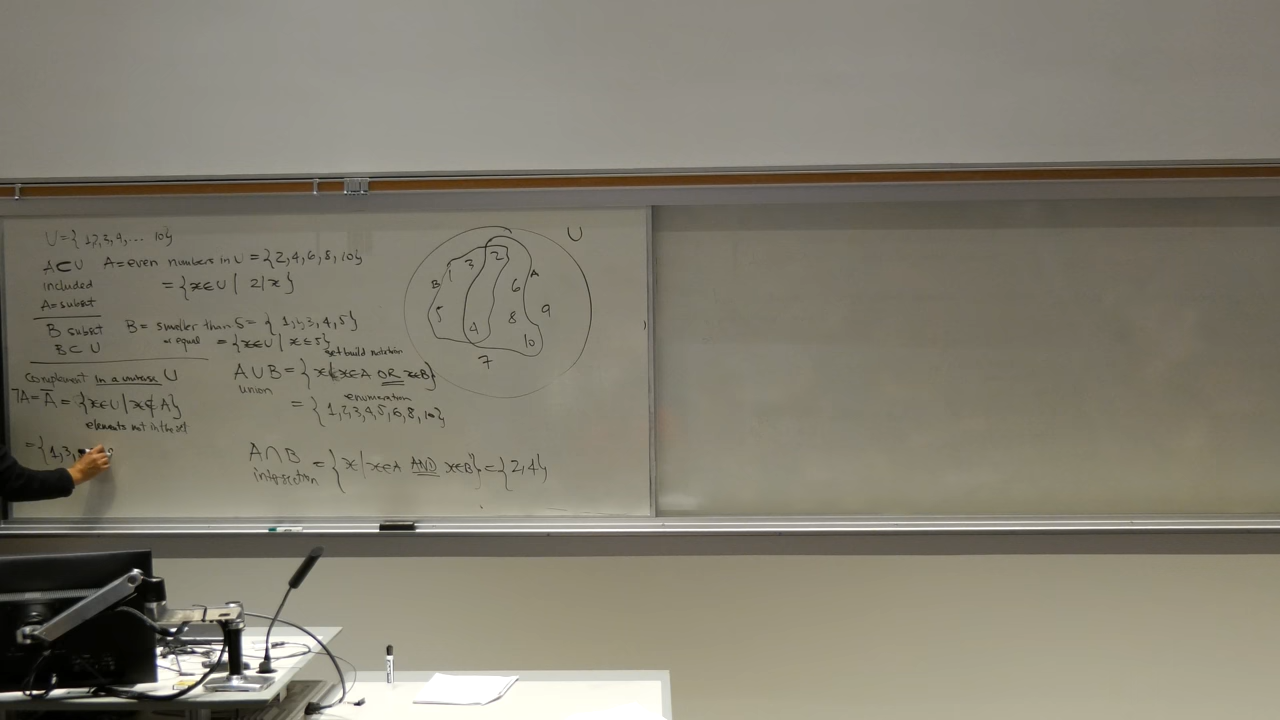 U={1,2,3,4,... 10}
A⊂U A=even numbers in U = {2,4,6,8,10}
included = {x∈U | 2|x}
A=subset
B subset B= smaller than 5= {1,2,3,4,5}
B⊂U or equal = {x∈U | x≤5}
set build notation
Complement in a universe U
A∪B={x|x∈A OR x∈B}
union
¬A=Ā={x∈U|x∉A}
enumeration
={1,2,3,4,5,6,8,10}
elements not in the set
={1,3,
A∩B={x|x∈A AND x∈B}={2,4}
intersection
U
B 1 3 2 A
5 6 9
4 8 10
7